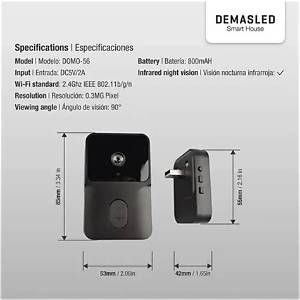 DEMASLED
Smart House
Specifications | Especificaciones
Model | Modelo: DOMO-56
Input | Entrada: DC5V/2A
Wi-Fi standard: 2.4Ghz IEEE 802.11b/g/n
Resolution | Resolución: 0.3MG Pixel
Viewing angle | Ángulo de visión: 90°
Battery | Batería: 800mAH
Infrared night vision | Visión nocturna infrarroja: ✓
85mm / 3.34 in
55mm / 2.16 in
53mm / 2.08in
42mm / 1.65in